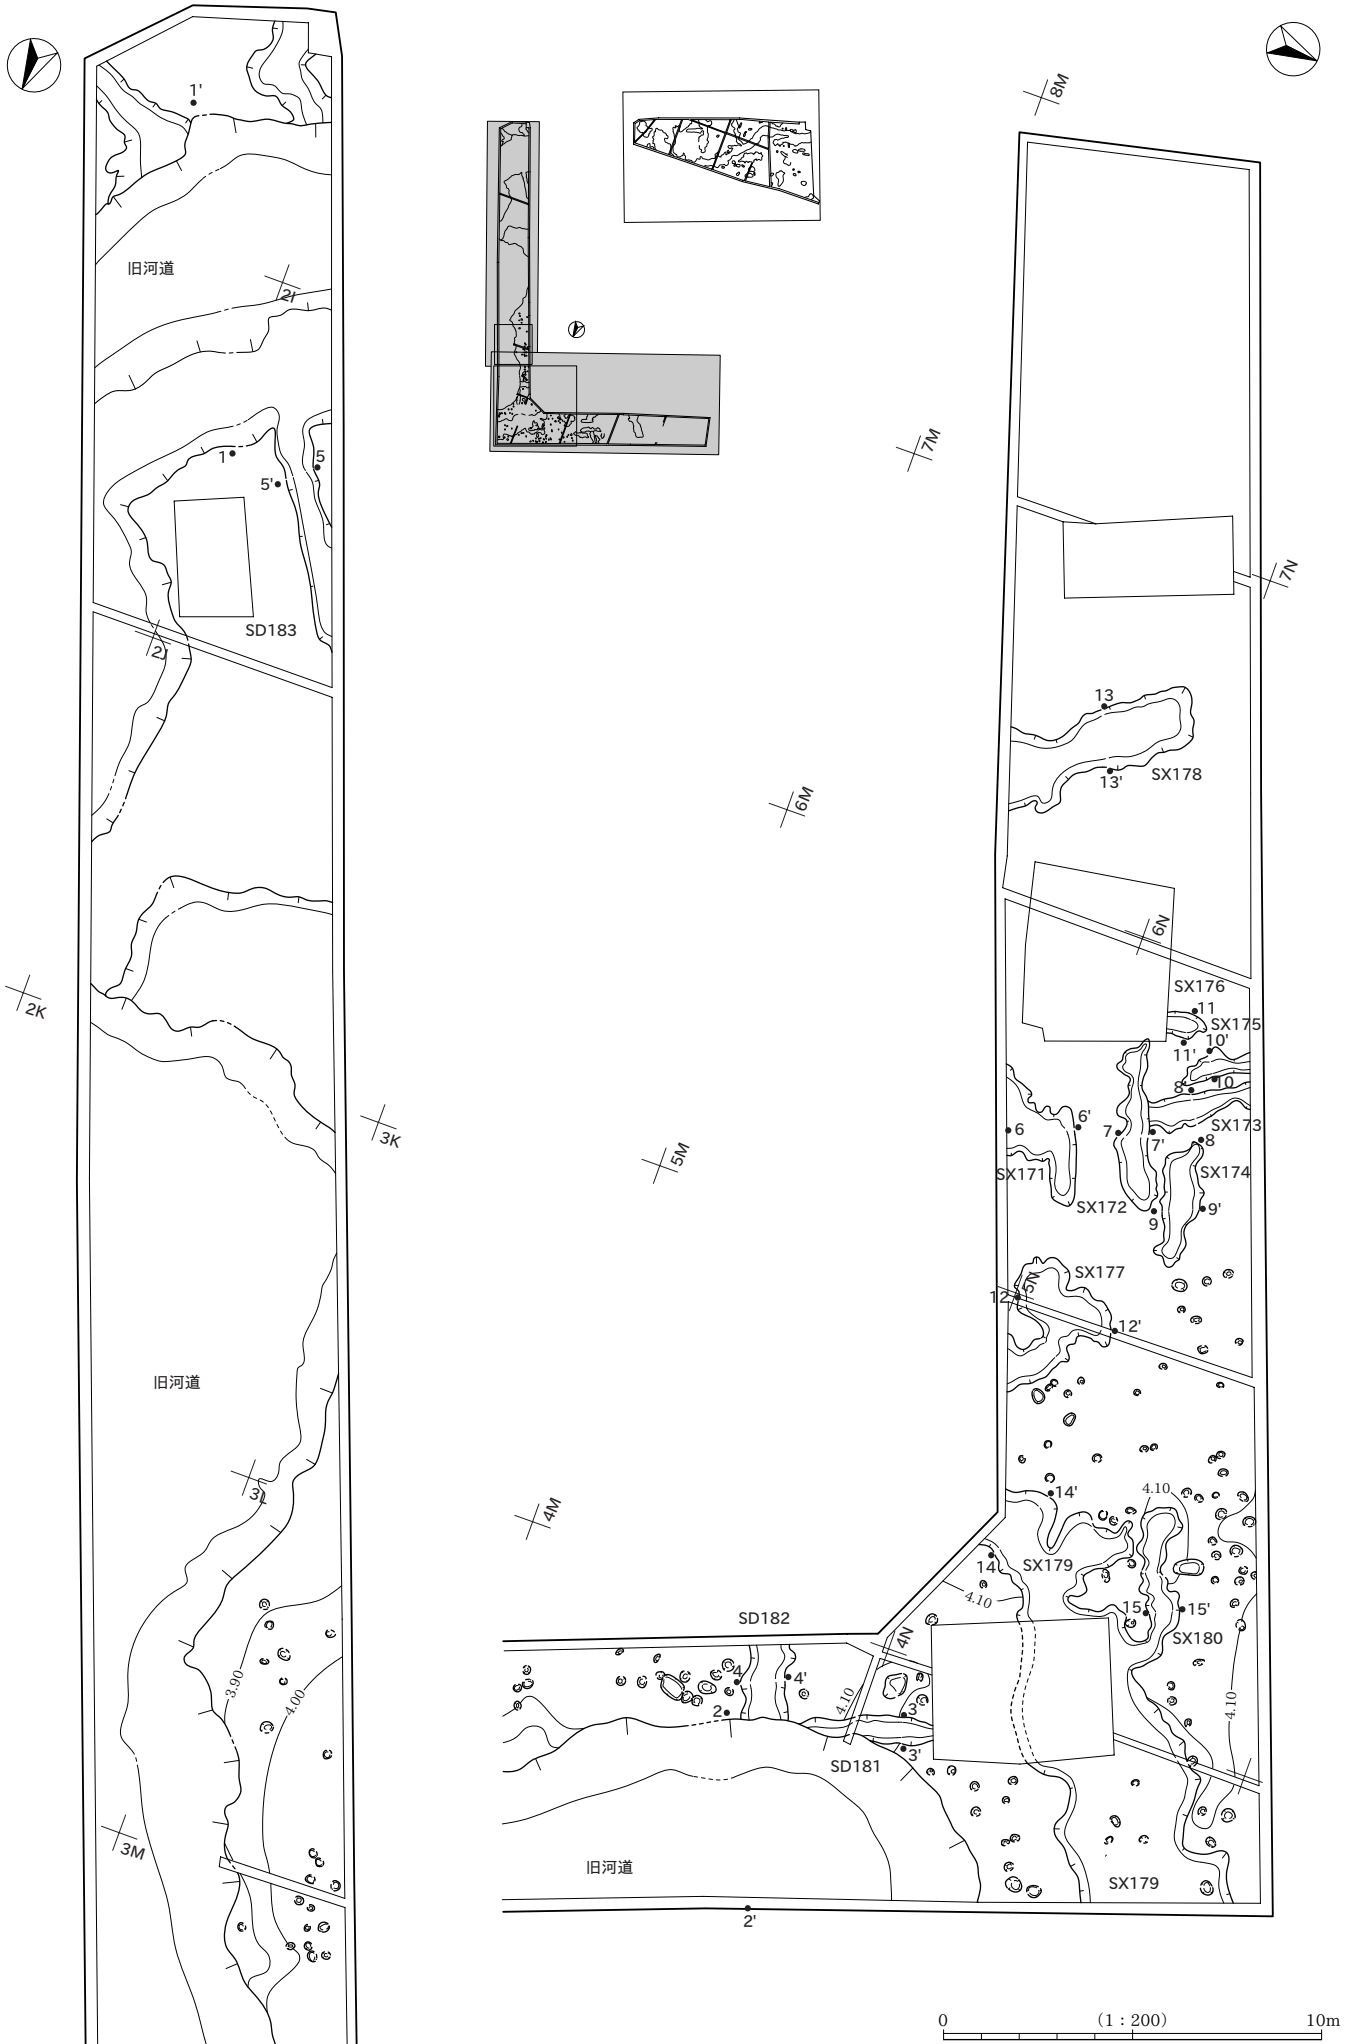 1'
旧河道
2I
1
5
5'
SD183
2J
2K
3K
旧河道
3L
3.90
4.00
3M
8M
7M
7N
13
13'
SX178
6M
6N
SX176
11
SX175
11'
10'
8'
10
6
6'
7
7'
SX173
8
SX171
SX174
SX172
9
9'
5M
SX177
5N
12
12'
4M
14'
4.10
14
SX179
4.10
15
15'
SX180
SD182
4N
4
4'
4.10
2
3
4.10
SD181
3'
旧河道
SX179
2'
0 (1:200) 10m